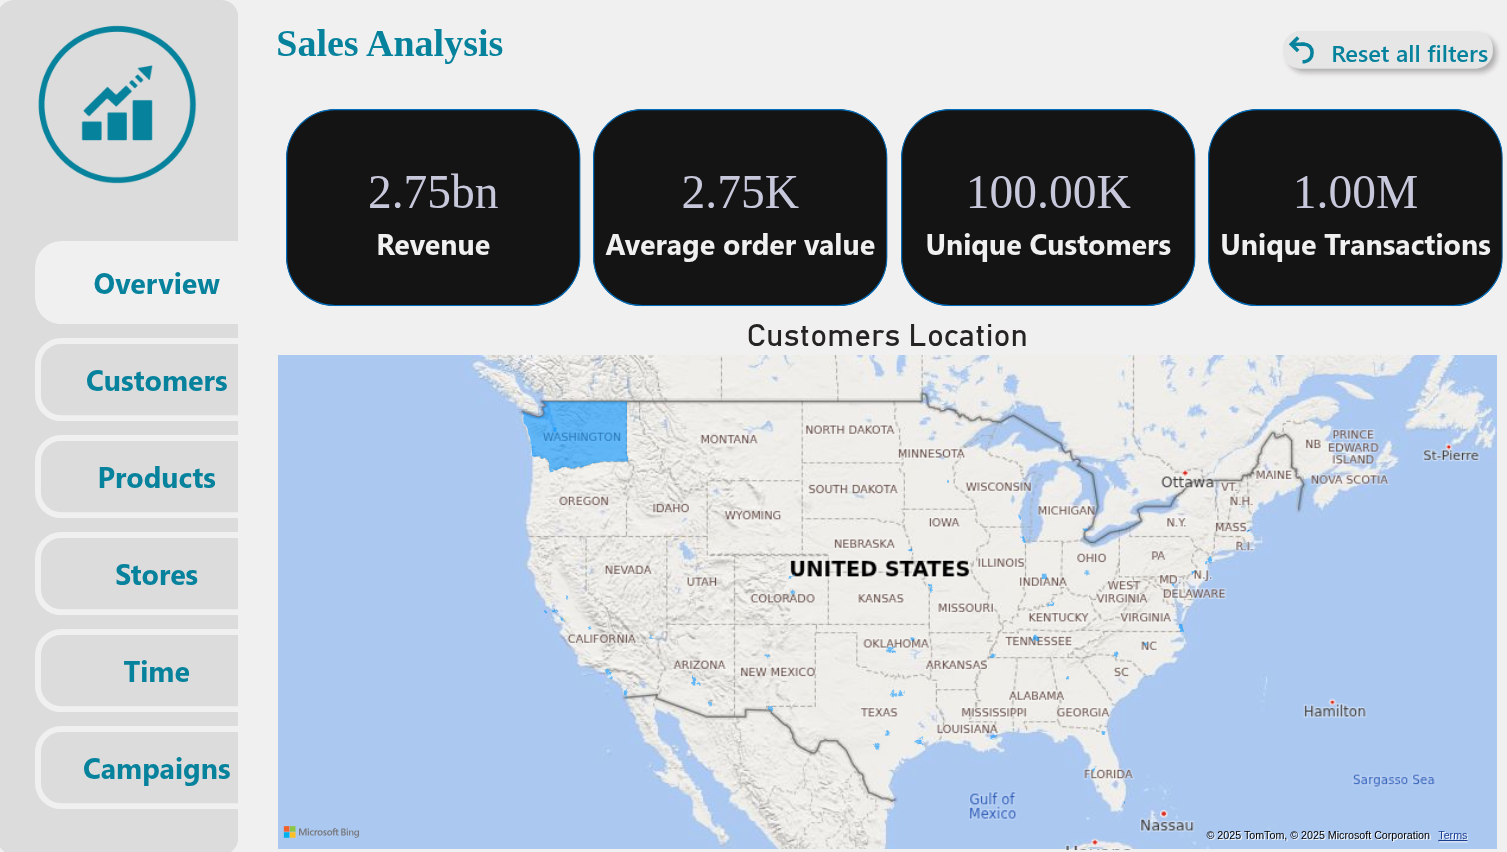 Sales Analysis
Reset all filters
2.75bn
Revenue
2.75K
Average order value
100.00K
Unique Customers
1.00M
Unique Transactions
Overview
Customers
Products
Stores
Time
Campaigns
Customers Location
WASHINGTON
MONTANA
NORTH DAKOTA
MINNESOTA
OREGON
IDAHO
WYOMING
SOUTH DAKOTA
WISCONSIN
MICHIGAN
IOWA
NEBRASKA
NEVADA
UTAH
COLORADO
UNITED STATES
KANSAS
ILLINOIS
INDIANA
OHIO
MISSOURI
KENTUCKY
WEST
VIRGINIA
VIRGINIA
PA
MD.
N.J.
DELAWARE
N.Y.
MASS.
R.I.
VT.
N.H.
MAINE
NB
PRINCE
EDWARD
ISLAND
NOVA SCOTIA
St-Pierre
Ottawa
CALIFORNIA
ARIZONA
NEW MEXICO
OKLAHOMA
ARKANSAS
TENNESSEE
NC
SC
TEXAS
LOUISIANA
MISSISSIPPI
ALABAMA
GEORGIA
FLORIDA
Hamilton
Sargasso Sea
Gulf of
Mexico
Nassau
Microsoft Bing
© 2025 TomTom, © 2025 Microsoft Corporation Terms